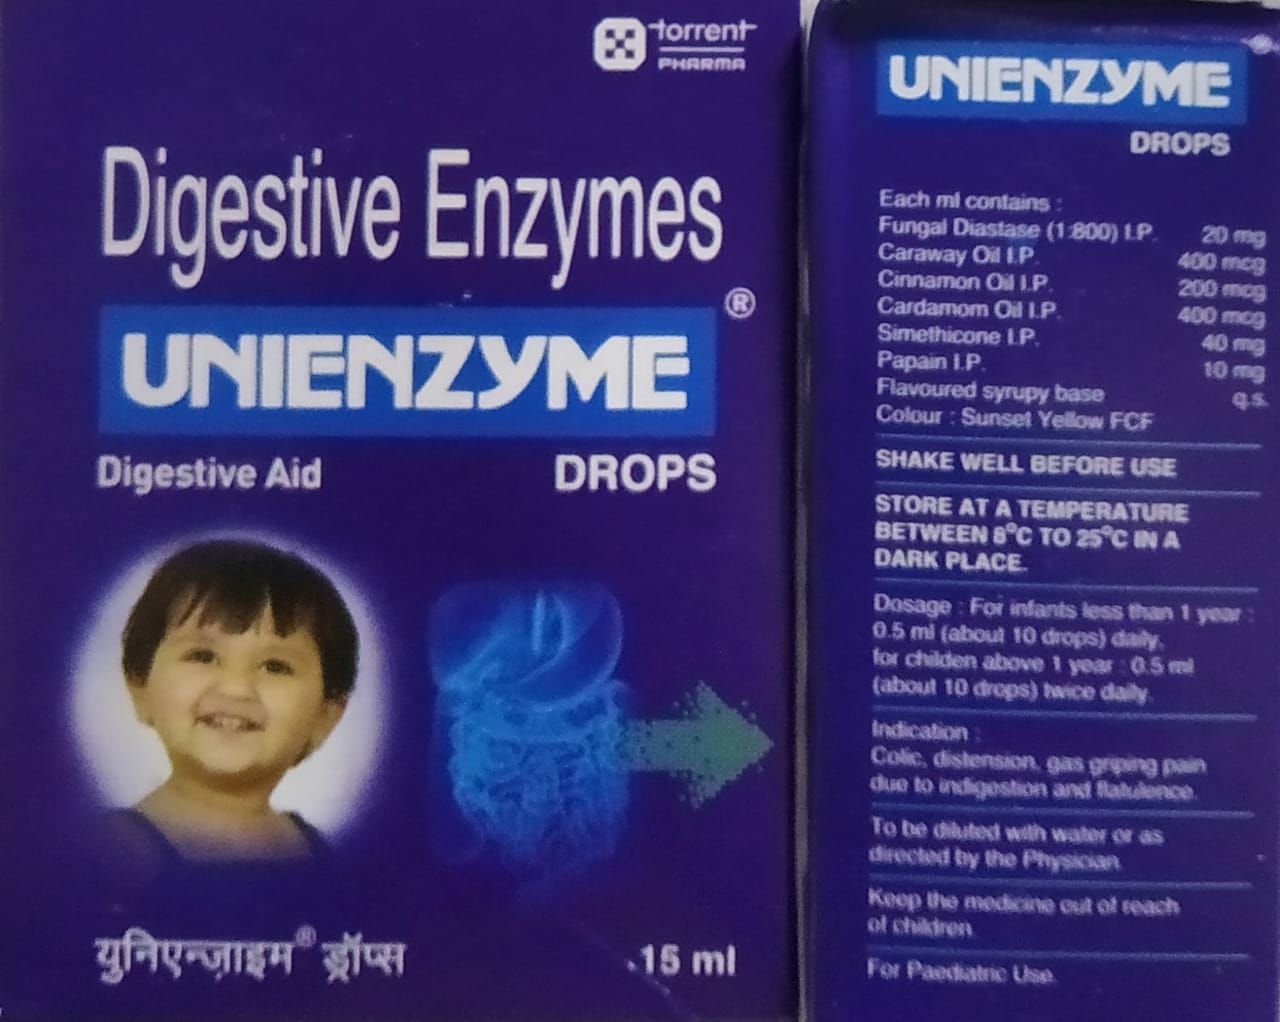 torrent
PHARMA
Digestive Enzymes
UNIENZYME®
Digestive Aid DROPS
युनिएन्ज़ाइम® ड्रॉप्स
15 ml
UNIENZYME
DROPS
Each ml contains :
Fungal Diastase (1:800) I.P. 20 mg
Caraway Oil I.P. 400 mcg
Cinnamon Oil I.P. 200 mcg
Cardamom Oil I.P. 400 mcg
Simethicone I.P. 40 mg
Papain I.P. 10 mg
Flavoured syrupy base q.s.
Colour : Sunset Yellow FCF
SHAKE WELL BEFORE USE
STORE AT A TEMPERATURE
BETWEEN 8°C TO 25°C IN A
DARK PLACE.
Dosage : For infants less than 1 year :
0.5 ml (about 10 drops) daily,
for childen above 1 year : 0.5 ml
(about 10 drops) twice daily.
Indication :
Colic, distension, gas griping pain
due to indigestion and flatulence.
To be diluted with water or as
directed by the Physician.
Keep the medicine out of reach
of children.
For Paediatric Use.